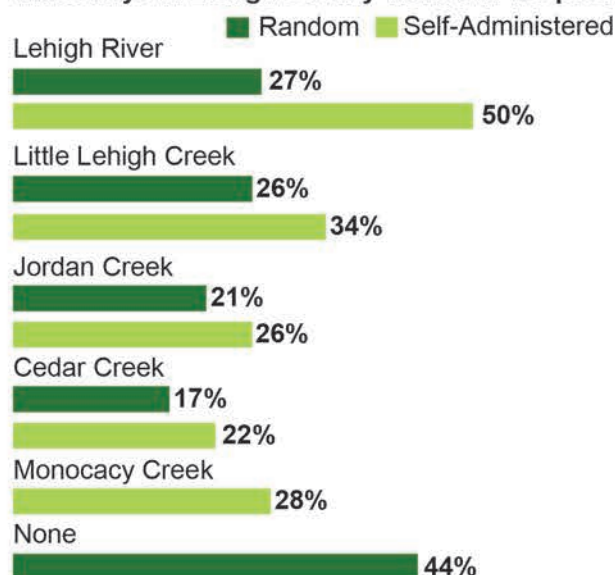 Random Self-Administered
Lehigh River
27%
50%
Little Lehigh Creek
26%
34%
Jordan Creek
21%
26%
Cedar Creek
17%
22%
Monocacy Creek
28%
None
44%